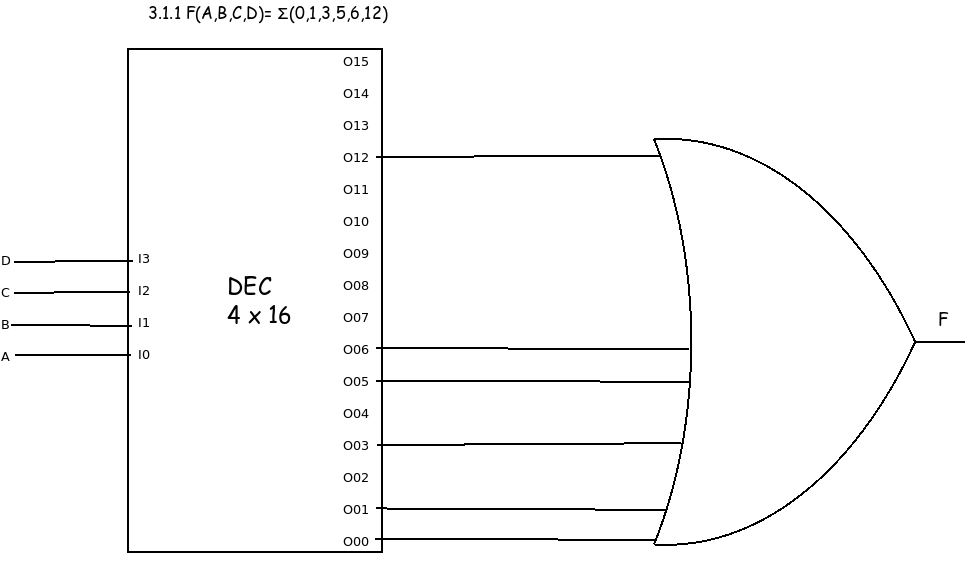 3.1.1 F(A,B,C,D)= Σ(0,1,3,5,6,12)
O15
O14
O13
O12
O11
O10
O09
O08
O07
O06
O05
O04
O03
O02
O01
O00
D I3
C I2
B I1
A I0
DEC
4 x 16
F